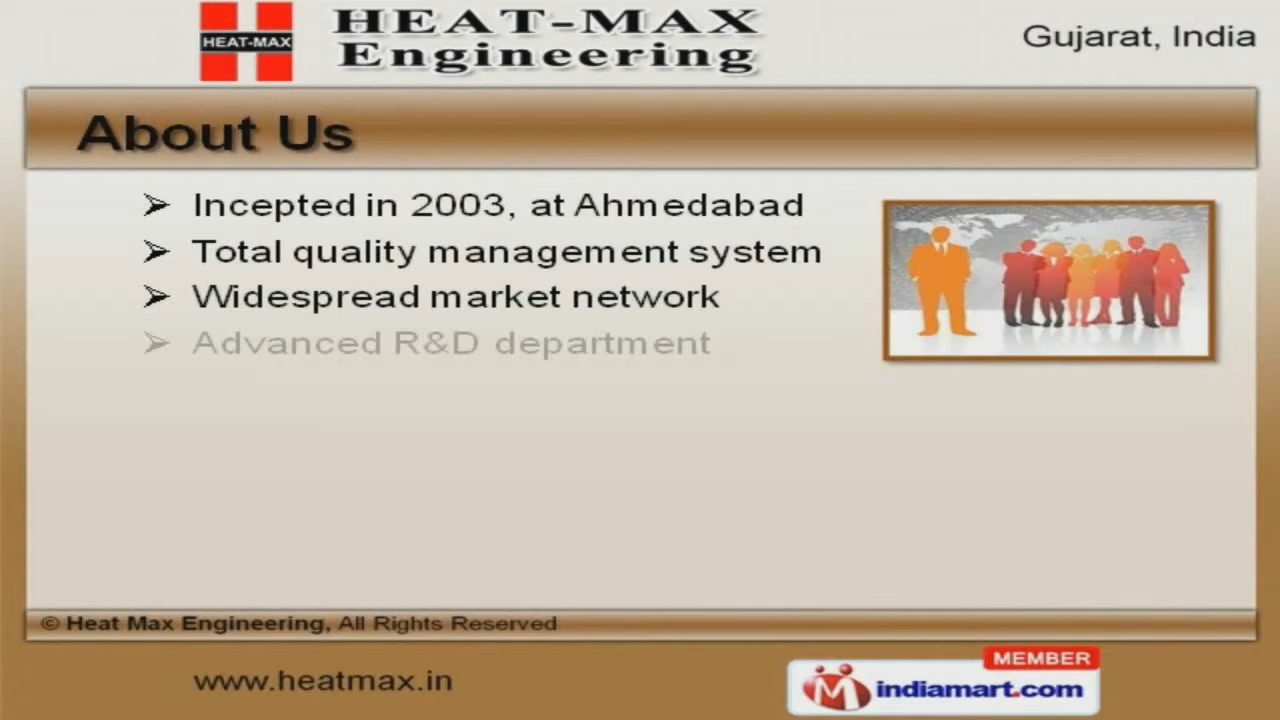 HEAT-MAX
HEAT-MAX
Engineering
Gujarat, India
About Us
➢ Incepted in 2003, at Ahmedabad
➢ Total quality management system
➢ Widespread market network
➢ Advanced R&D department
© Heat Max Engineering, All Rights Reserved
www.heatmax.in
MEMBER
indiamart.com